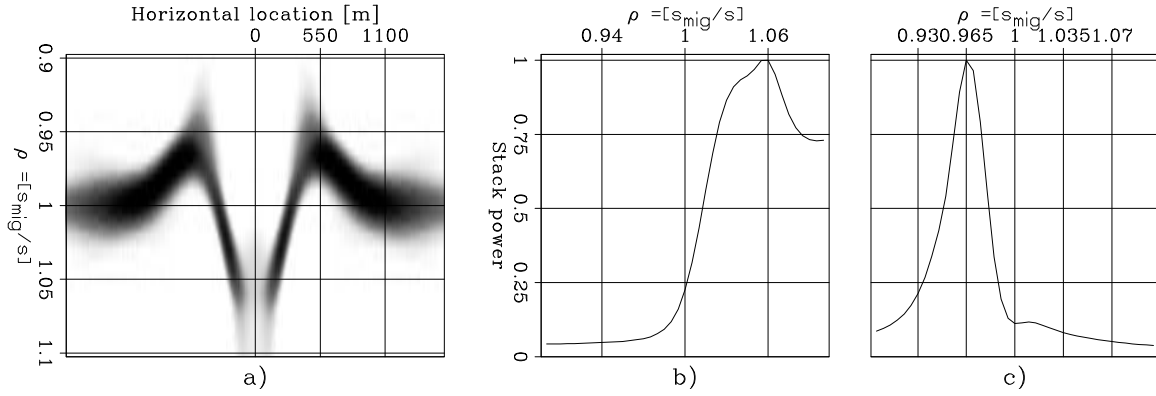 Horizontal location [m]
0 550 1100
0.9
0.95
1
1.05
1.1
ρ =[s_mig/s]
a)
ρ =[s_mig/s]
0.94 1 1.06
1
0.75
0.5
0.25
0
Stack power
b)
ρ =[s_mig/s]
0.930.965 1 1.0351.07
c)